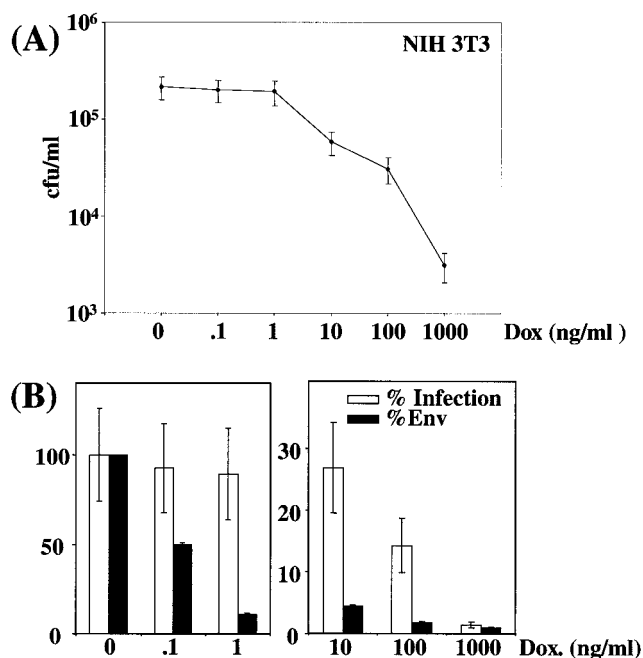 (A)
NIH 3T3
10⁶
10⁵
10⁴
10³
cfu/ml
0 .1 1 10 100 1000 Dox (ng/ml )
(B)
% Infection
%Env
100
50
0
30
20
10
0
0 .1 1 10 100 1000 Dox. (ng/ml)